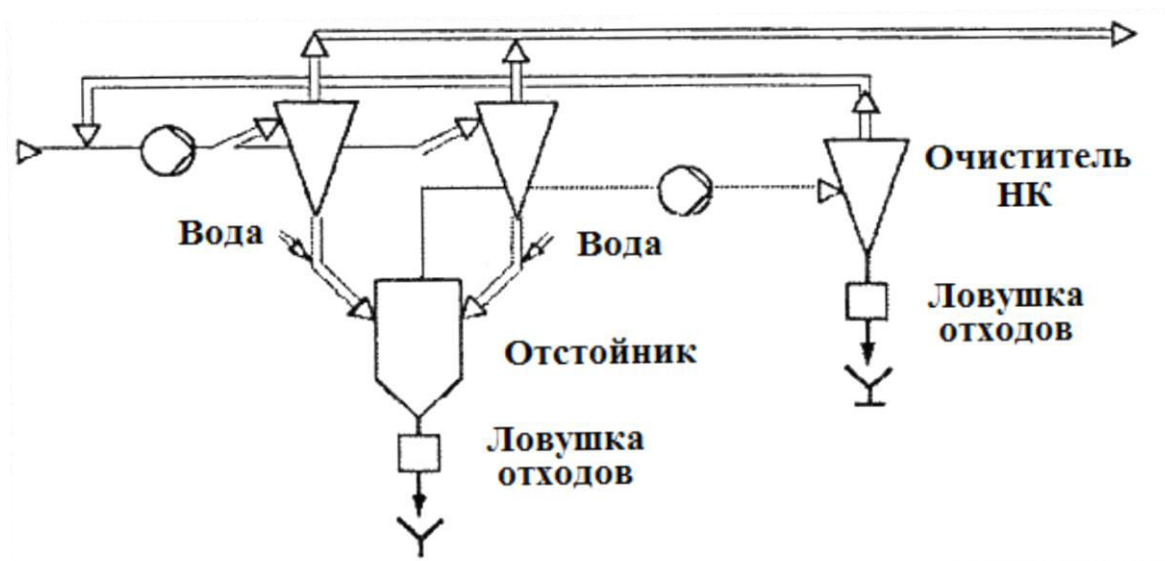 Очиститель
НК
Вода
Вода
Ловушка
отходов
Отстойник
Ловушка
отходов